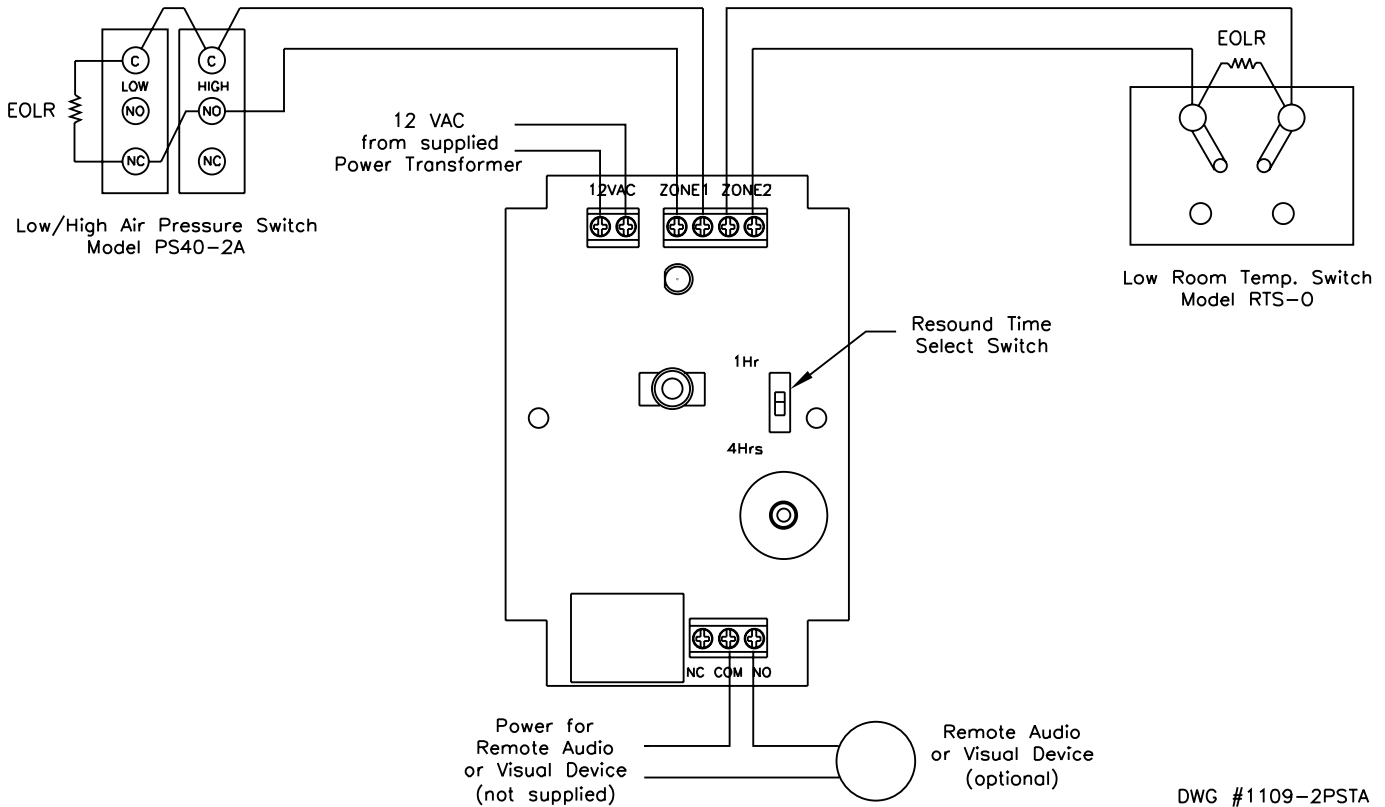 EOLR
C
C
LOW
HIGH
NO
NO
EOLR
NC
NC
Low/High Air Pressure Switch
Model PS40-2A
12 VAC
from supplied
Power Transformer
12VAC
ZONE1
ZONE2
Low Room Temp. Switch
Model RTS-O
Resound Time
Select Switch
1Hr
4Hrs
NC COM NO
Power for
Remote Audio
or Visual Device
(not supplied)
Remote Audio
or Visual Device
(optional)
DWG #1109-2PSTA